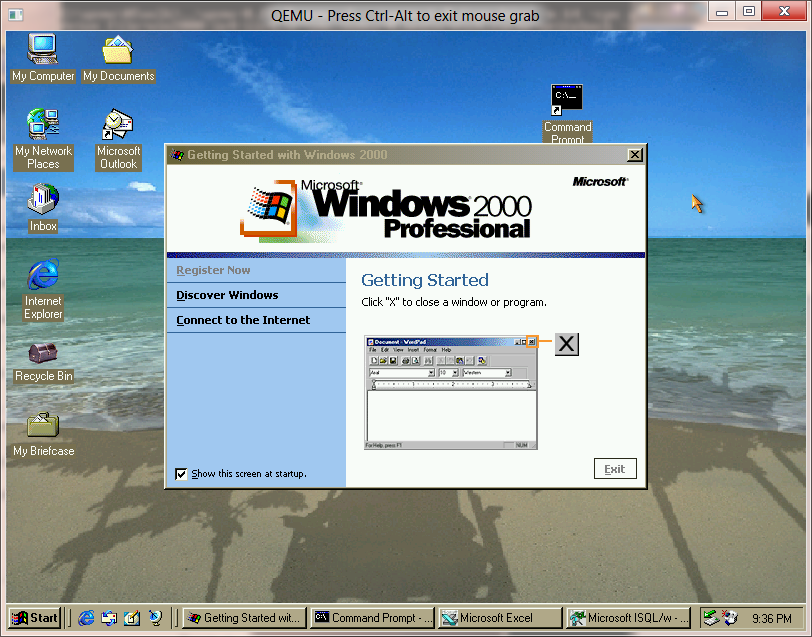 QEMU - Press Ctrl-Alt to exit mouse grab
My Computer
My Documents
My Network
Places
Microsoft
Outlook
Inbox
Internet
Explorer
Recycle Bin
My Briefcase
C:\_
Command
Prompt
Getting Started with Windows 2000
Microsoft
Microsoft
Windows 2000
Professional
Register Now
Discover Windows
Connect to the Internet
Show this screen at startup.
Getting Started
Click "X" to close a window or program.
Document - WordPad
File Edit View Insert Format Help
Arial 10 Western
1 2 3
For Help, press F1 NUM
X
Exit
Start
Getting Started wit...
Command Prompt - ...
Microsoft Excel
Microsoft ISQL/w - ...
9:36 PM